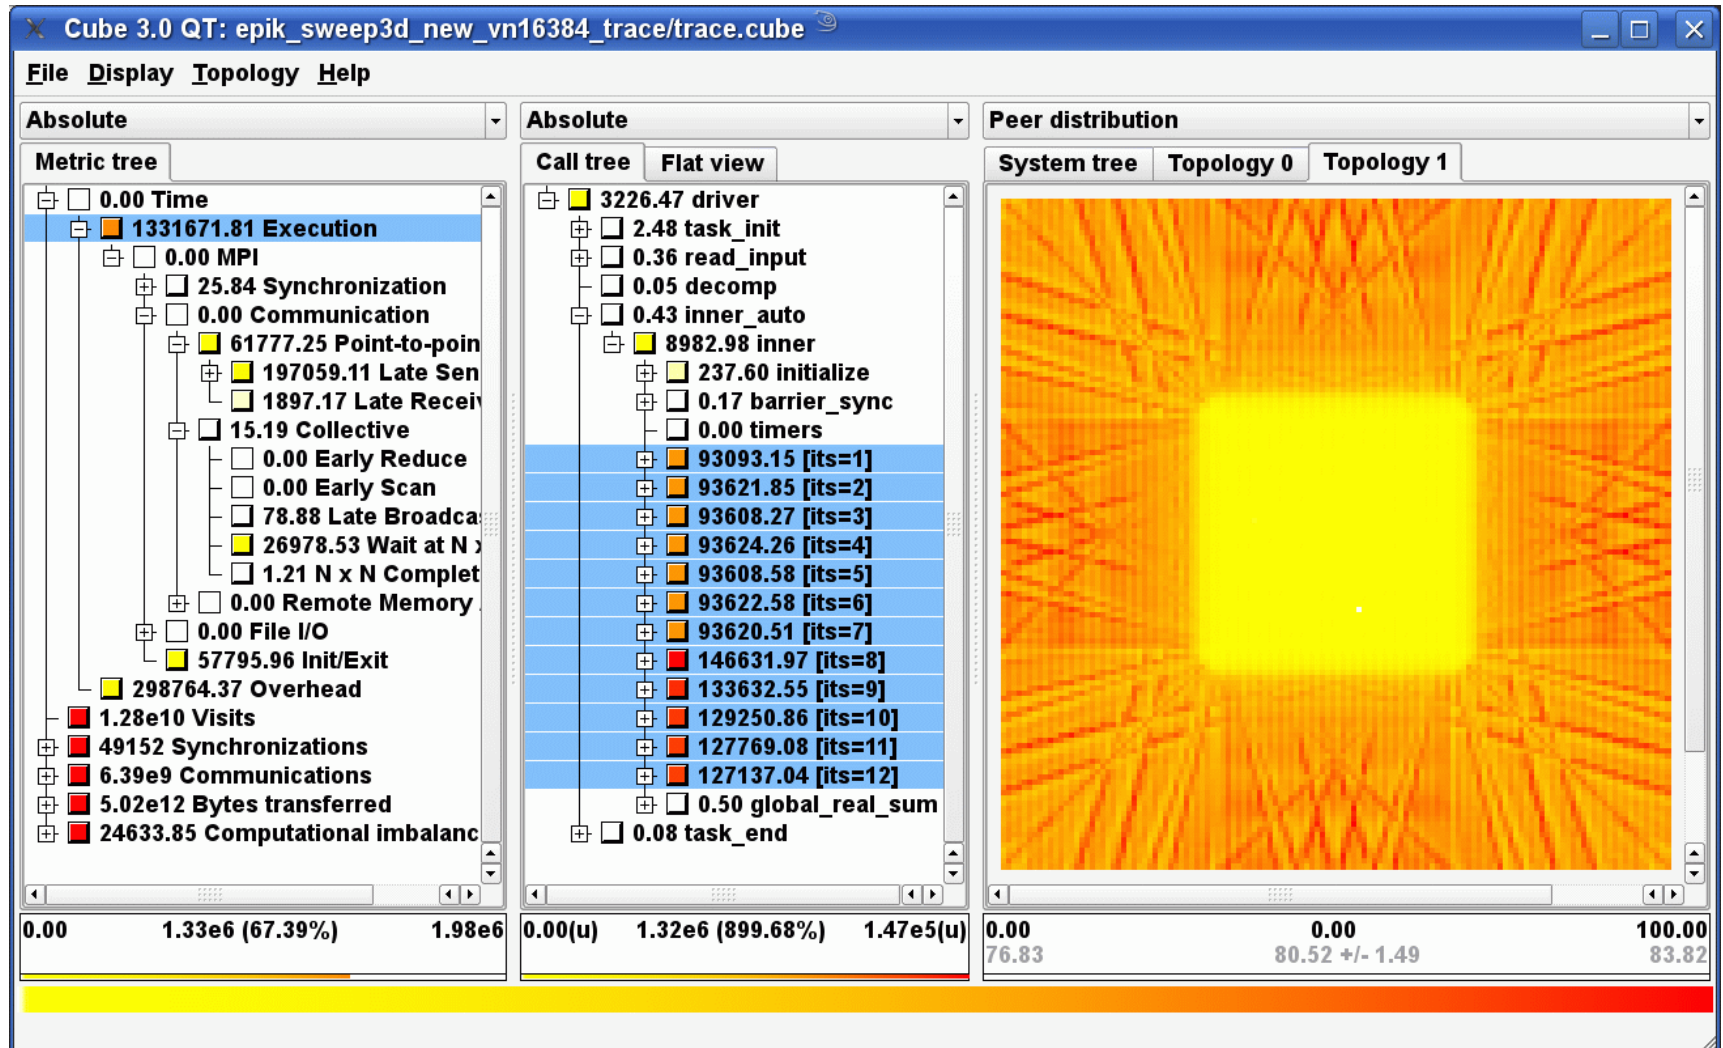 Cube 3.0 QT: epik_sweep3d_new_vn16384_trace/trace.cube
File Display Topology Help
Absolute
Metric tree
0.00 Time
1331671.81 Execution
0.00 MPI
25.84 Synchronization
0.00 Communication
61777.25 Point-to-poin
197059.11 Late Sen
1897.17 Late Recei
15.19 Collective
0.00 Early Reduce
0.00 Early Scan
78.88 Late Broadca
26978.53 Wait at N x
1.21 N x N Complet
0.00 Remote Memory
0.00 File I/O
57795.96 Init/Exit
298764.37 Overhead
1.28e10 Visits
49152 Synchronizations
6.39e9 Communications
5.02e12 Bytes transferred
24633.85 Computational imbalanc
0.00 1.33e6 (67.39%) 1.98e6
Absolute
Call tree Flat view
3226.47 driver
2.48 task_init
0.36 read_input
0.05 decomp
0.43 inner_auto
8982.98 inner
237.60 initialize
0.17 barrier_sync
0.00 timers
93093.15 [its=1]
93621.85 [its=2]
93608.27 [its=3]
93624.26 [its=4]
93608.58 [its=5]
93622.58 [its=6]
93620.51 [its=7]
146631.97 [its=8]
133632.55 [its=9]
129250.86 [its=10]
127769.08 [its=11]
127137.04 [its=12]
0.50 global_real_sum
0.08 task_end
0.00(u) 1.32e6 (899.68%) 1.47e5(u)
Peer distribution
System tree Topology 0 Topology 1
0.00 0.00 100.00
76.83 80.52 +/- 1.49 83.82